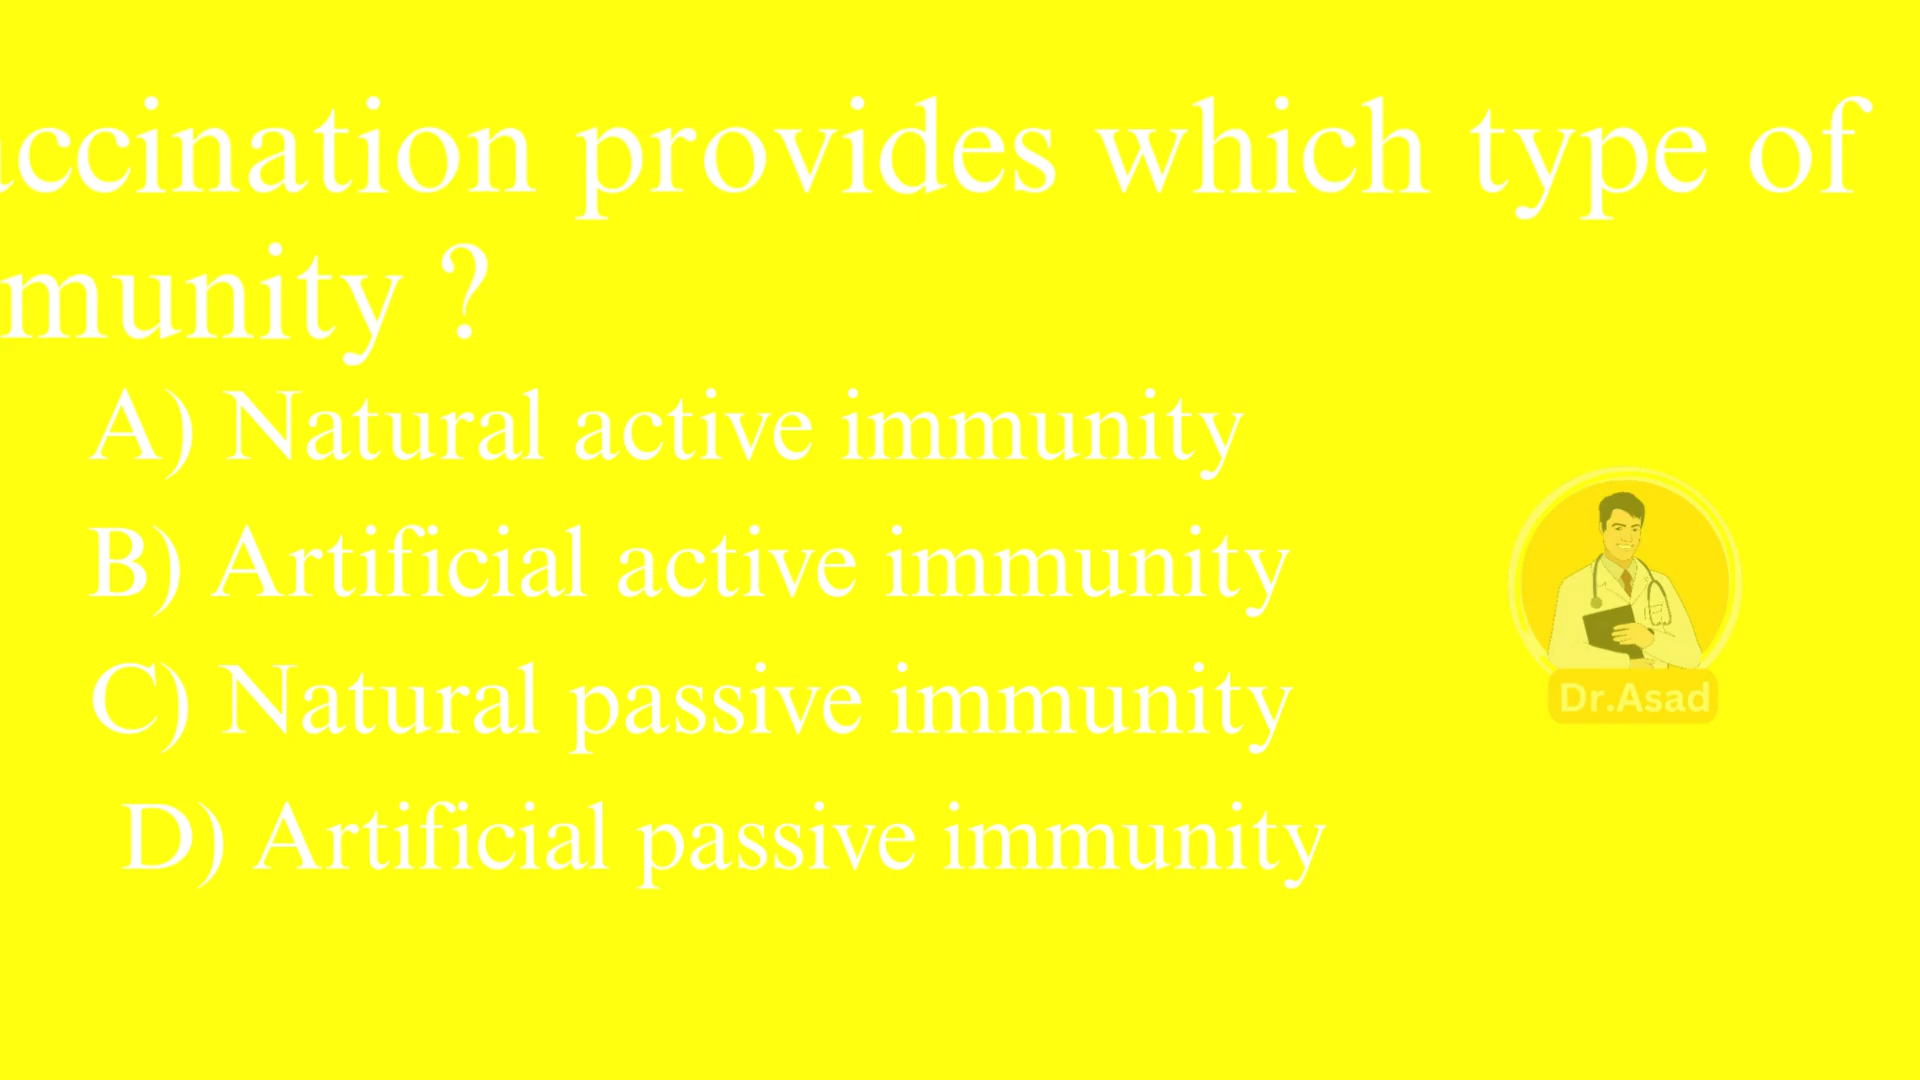 accination provides which type of
munity ?
A) Natural active immunity
B) Artificial active immunity
C) Natural passive immunity
D) Artificial passive immunity
Dr.Asad